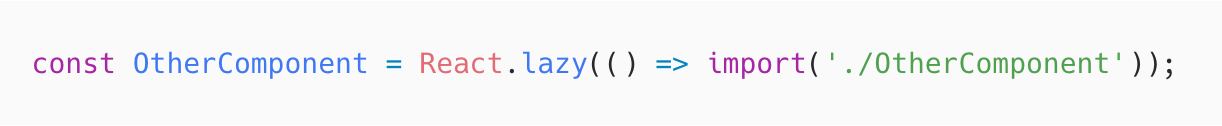 const OtherComponent = React.lazy(() => import('./OtherComponent'));